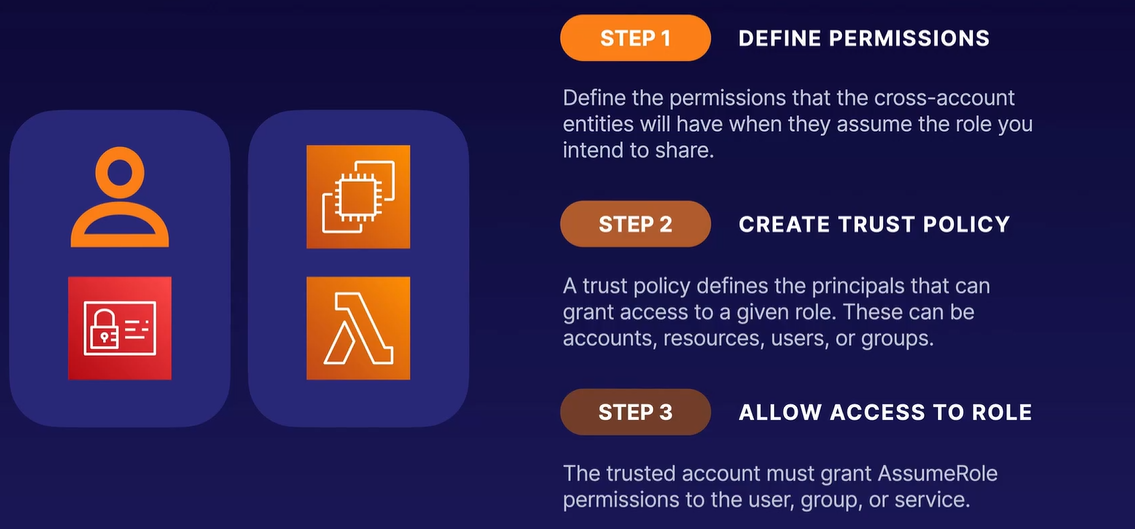 STEP 1 DEFINE PERMISSIONS
Define the permissions that the cross-account
entities will have when they assume the role you
intend to share.
STEP 2 CREATE TRUST POLICY
A trust policy defines the principals that can
grant access to a given role. These can be
accounts, resources, users, or groups.
STEP 3 ALLOW ACCESS TO ROLE
The trusted account must grant AssumeRole
permissions to the user, group, or service.